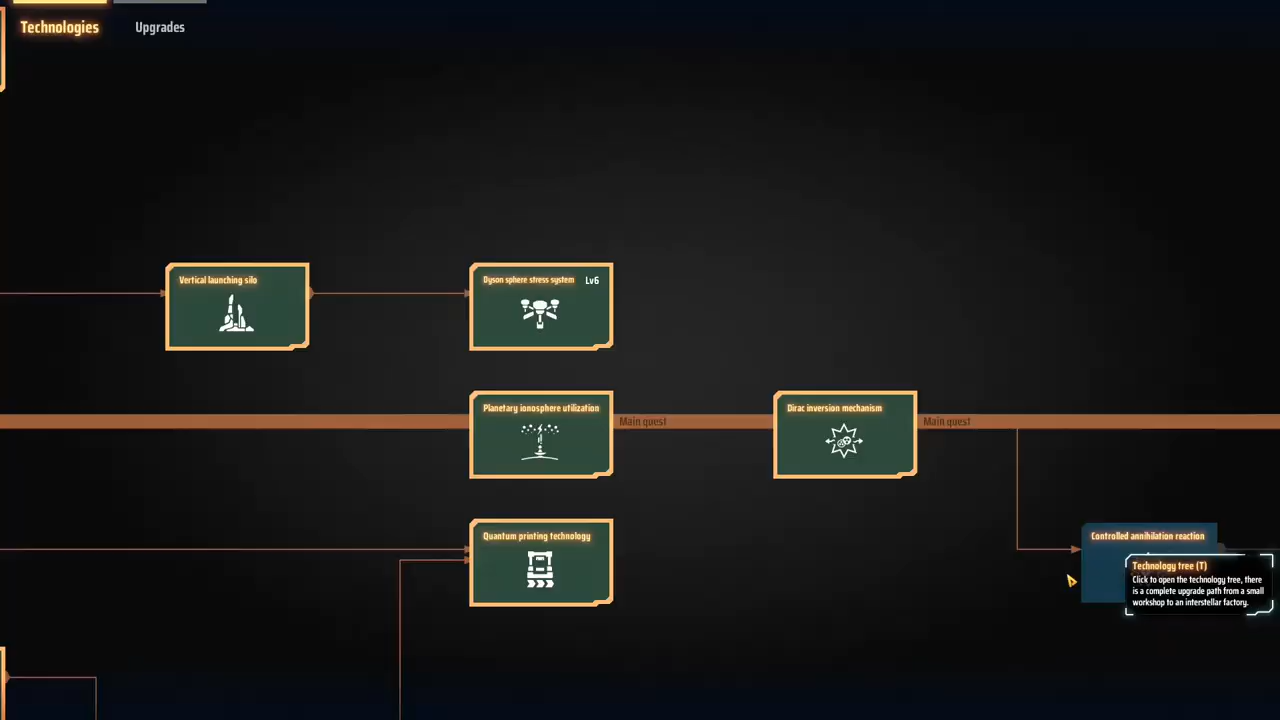 Technologies
Upgrades
Vertical launching silo
Dyson sphere stress system Lv6
Planetary ionosphere utilization
Main quest
Dirac inversion mechanism
Main quest
Quantum printing technology
Controlled annihilation reaction
Technology tree (T)
Click to open the technology tree, there
is a complete upgrade path from a small
workshop to an interstellar factory.